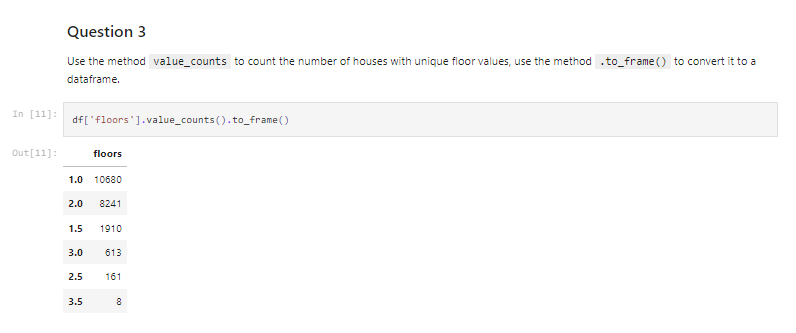 Question 3
Use the method value_counts to count the number of houses with unique floor values, use the method .to_frame() to convert it to a
dataframe.
In [11]: df['floors'].value_counts().to_frame()
Out[11]: floors
1.0 10680
2.0 8241
1.5 1910
3.0 613
2.5 161
3.5 8